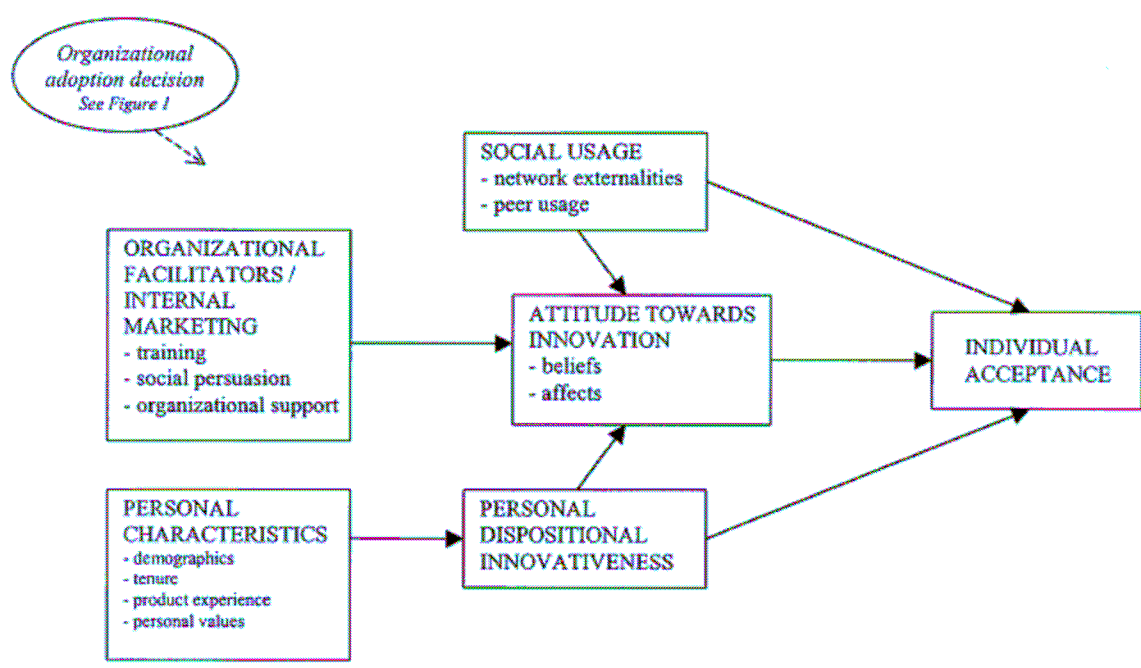 Organizational
adoption decision
See Figure 1
SOCIAL USAGE
- network externalities
- peer usage
ORGANIZATIONAL
FACILITATORS /
INTERNAL
MARKETING
- training
- social persuasion
- organizational support
ATTITUDE TOWARDS
INNOVATION
- beliefs
- affects
INDIVIDUAL
ACCEPTANCE
PERSONAL
CHARACTERISTICS
- demographics
- tenure
- product experience
- personal values
PERSONAL
DISPOSITIONAL
INNOVATIVENESS